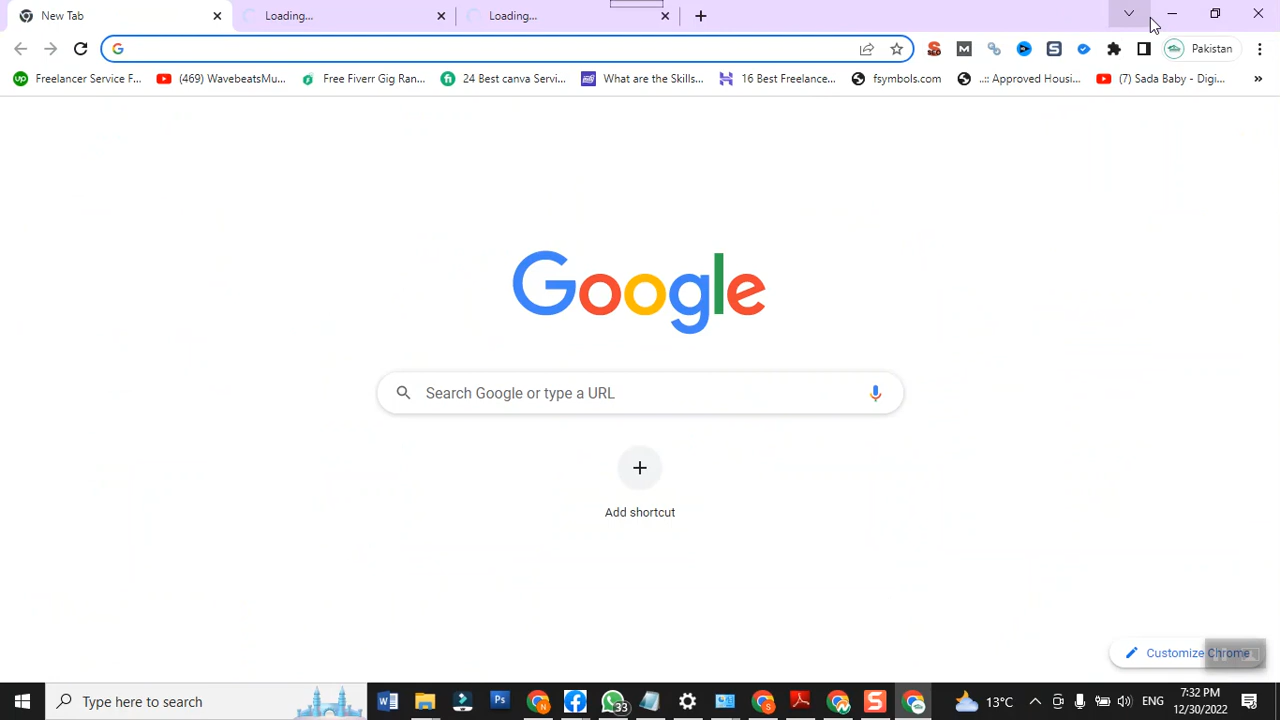 New Tab
Loading...
Loading...
Pakistan
Freelancer Service F...
(469) WavebeatsMu...
Free Fiverr Gig Ran...
24 Best canva Servic...
What are the Skills...
16 Best Freelance...
fsymbols.com
..:: Approved Housi...
(7) Sada Baby - Digi...
»
Google
Search Google or type a URL
Add shortcut
Customize Chrome
Type here to search
33
13°C
ENG
7:32 PM
12/30/2022